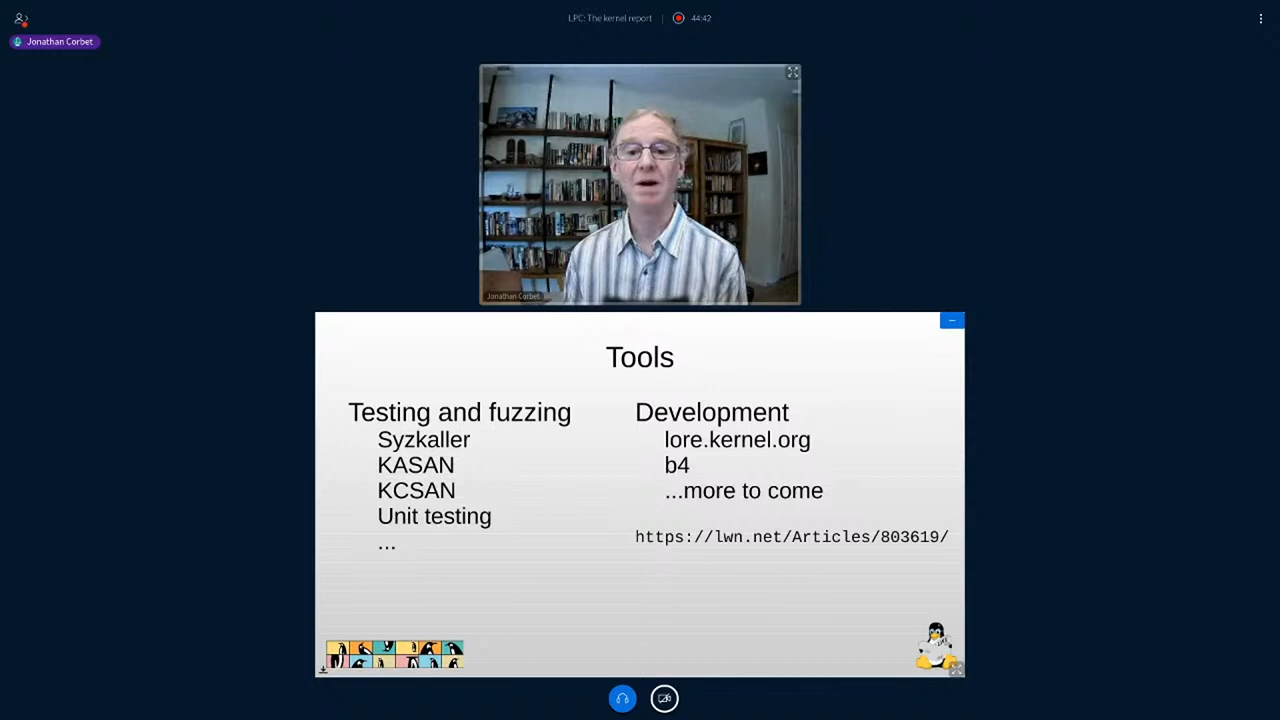 LPC: The kernel report
44:42
Jonathan Corbet
Jonathan Corbet
Tools
Testing and fuzzing
Syzkaller
KASAN
KCSAN
Unit testing
...
Development
lore.kernel.org
b4
...more to come
https://lwn.net/Articles/803619/